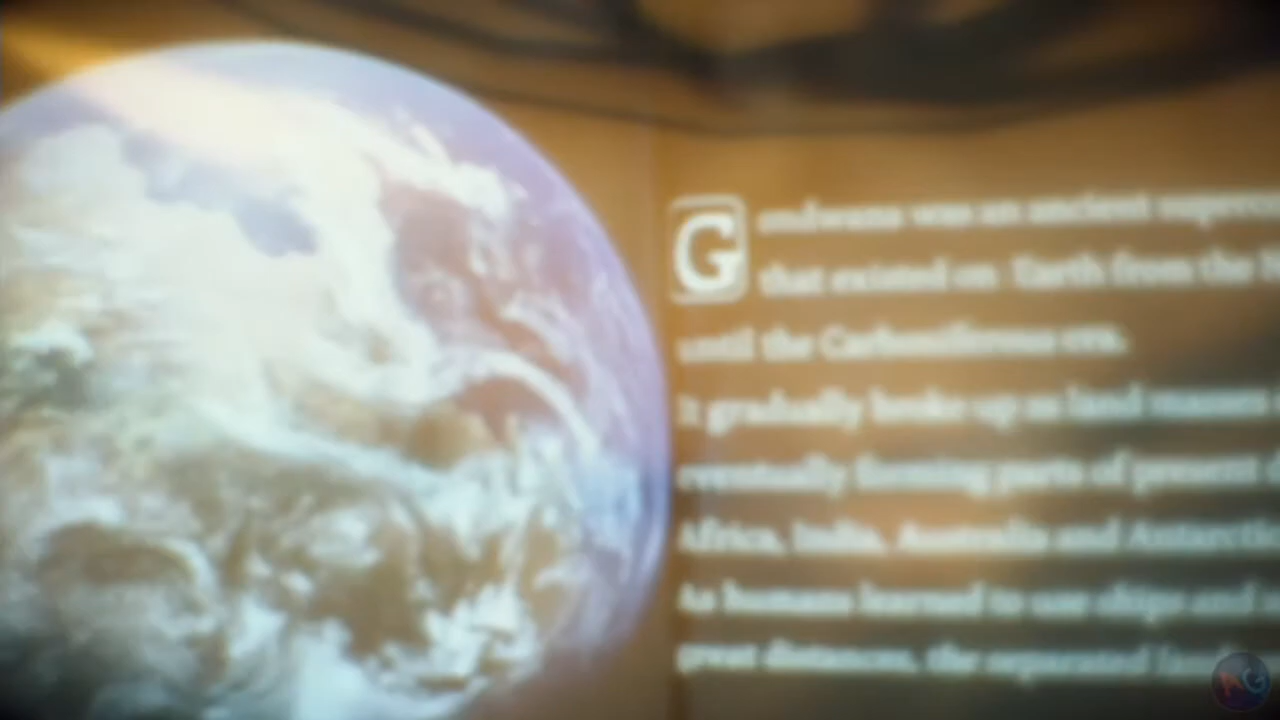 Gondwana was an ancient
that existed on Earth from the
until the Carboniferous era.
It gradually broke up as land masses
eventually forming parts of present
Africa, India, Australia and
As humans learned to use ships and
great distances, the separated